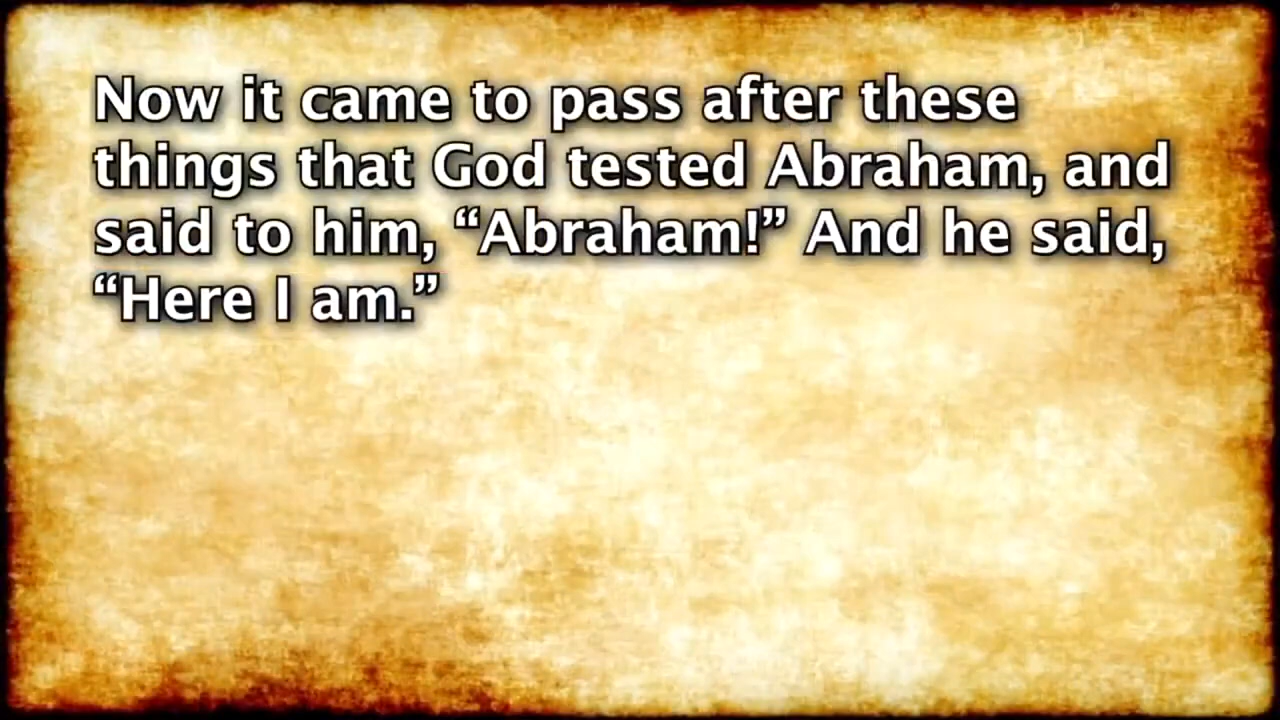 Now it came to pass after these
things that God tested Abraham, and
said to him, “Abraham!” And he said,
“Here I am.”